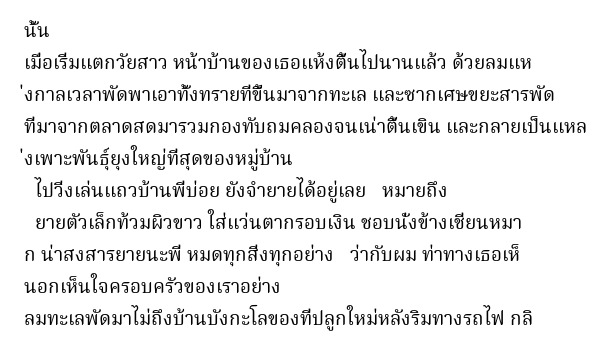 นั้น
เมื่อเริ่มแตกวัยสาว หน้าบ้านของเธอแห้งตื้นไปนานแล้ว ด้วยลมแห
่งกาลเวลาพัดพาเอาทั้งทรายที่ขึ้นมาจากทะเล และซากเศษขยะสารพัด
ที่มาจากตลาดสดมารวมกองทับถมคลองจนเน่าตื้นเขิน และกลายเป็นแหล
่งเพาะพันธุ์ยุงใหญ่ที่สุดของหมู่บ้าน
ไปวิ่งเล่นแถวบ้านพี่บ่อย ยังจำยายได้อยู่เลย หมายถึง
ยายตัวเล็กท้วมผิวขาว ใส่แว่นตากรอบเงิน ชอบนั่งข้างเชี่ยนหมา
ก น่าสงสารยายนะพี่ หมดทุกสิ่งทุกอย่าง ว่ากับผม ท่าทางเธอเห็
นอกเห็นใจครอบครัวของเราอย่าง
ลมทะเลพัดมาไม่ถึงบ้านบังกะโลของที่ปลูกใหม่หลังริมทางรถไฟ กลิ